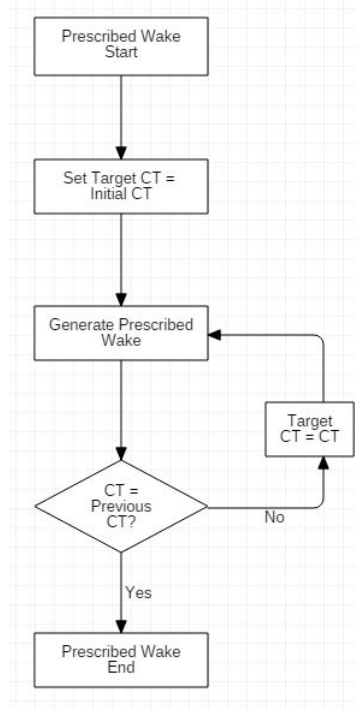 Prescribed Wake
Start
Set Target CT =
Initial CT
Generate Prescribed
Wake
Target
CT = CT
CT =
Previous
CT?
No
Yes
Prescribed Wake
End